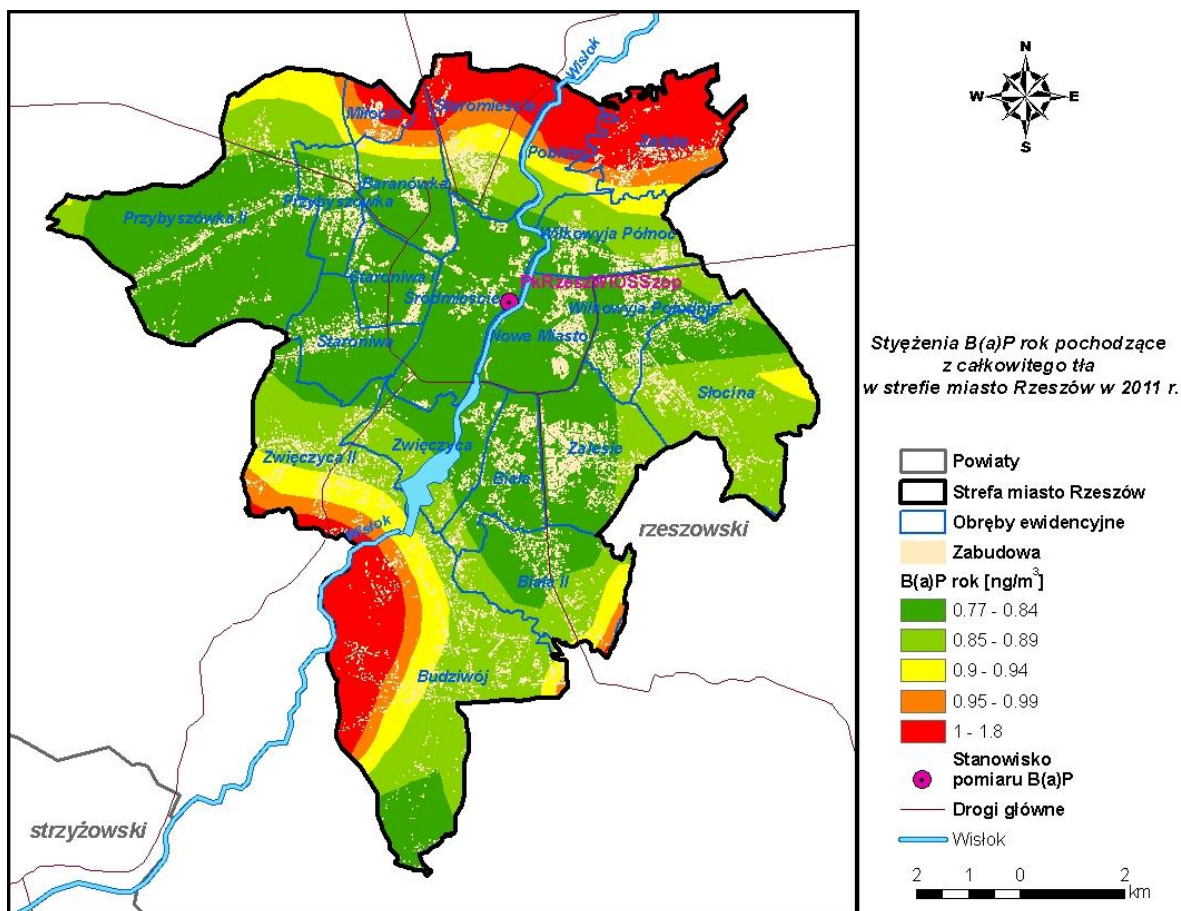 Wisłok
Staromieście
Miłocin
Pobitno
Załęże
Baranówka
Przybyszówka
Przybyszówka II
Wilkowyja Północ
Staroniwa I
PkRzeszWIOSSzop
Śródmieście
Wilkowyja Południe
Nowe Miasto
Staroniwa
Słocina
Zwięczyca
Zalesie
Zwięczyca II
Biała
Wisłok
rzeszowski
Biała II
Budziwój
strzyżowski
N
W
E
S
Styężenia B(a)P rok pochodzące
z całkowitego tła
w strefie miasto Rzeszów w 2011 r.
Powiaty
Strefa miasto Rzeszów
Obręby ewidencyjne
Zabudowa
B(a)P rok [ng/m³]
0.77 - 0.84
0.85 - 0.89
0.9 - 0.94
0.95 - 0.99
1 - 1.8
Stanowisko
pomiaru B(a)P
Drogi główne
Wisłok
2 1 0 2
km